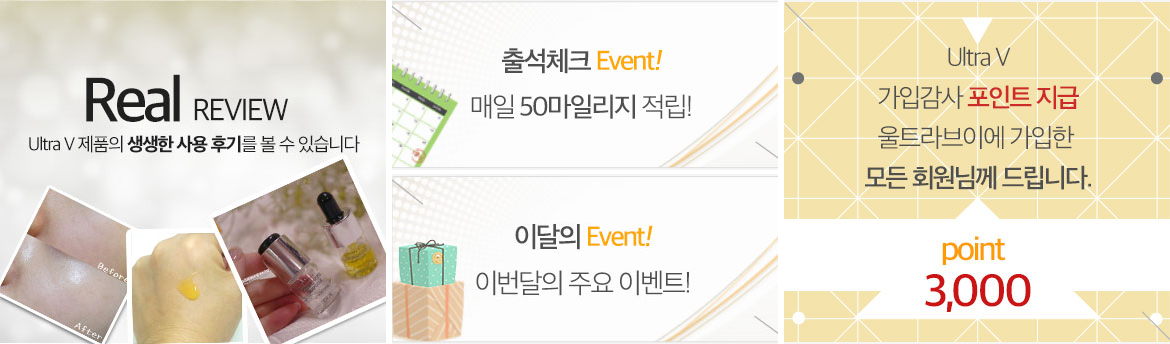 Real REVIEW
Ultra V 제품의 생생한 사용 후기를 볼 수 있습니다
Before
After
출석체크 Event!
매일 50마일리지 적립!
이달의 Event!
이번달의 주요 이벤트!
Ultra V
가입감사 포인트 지급
울트라브이에 가입한
모든 회원님께 드립니다.
point
3,000